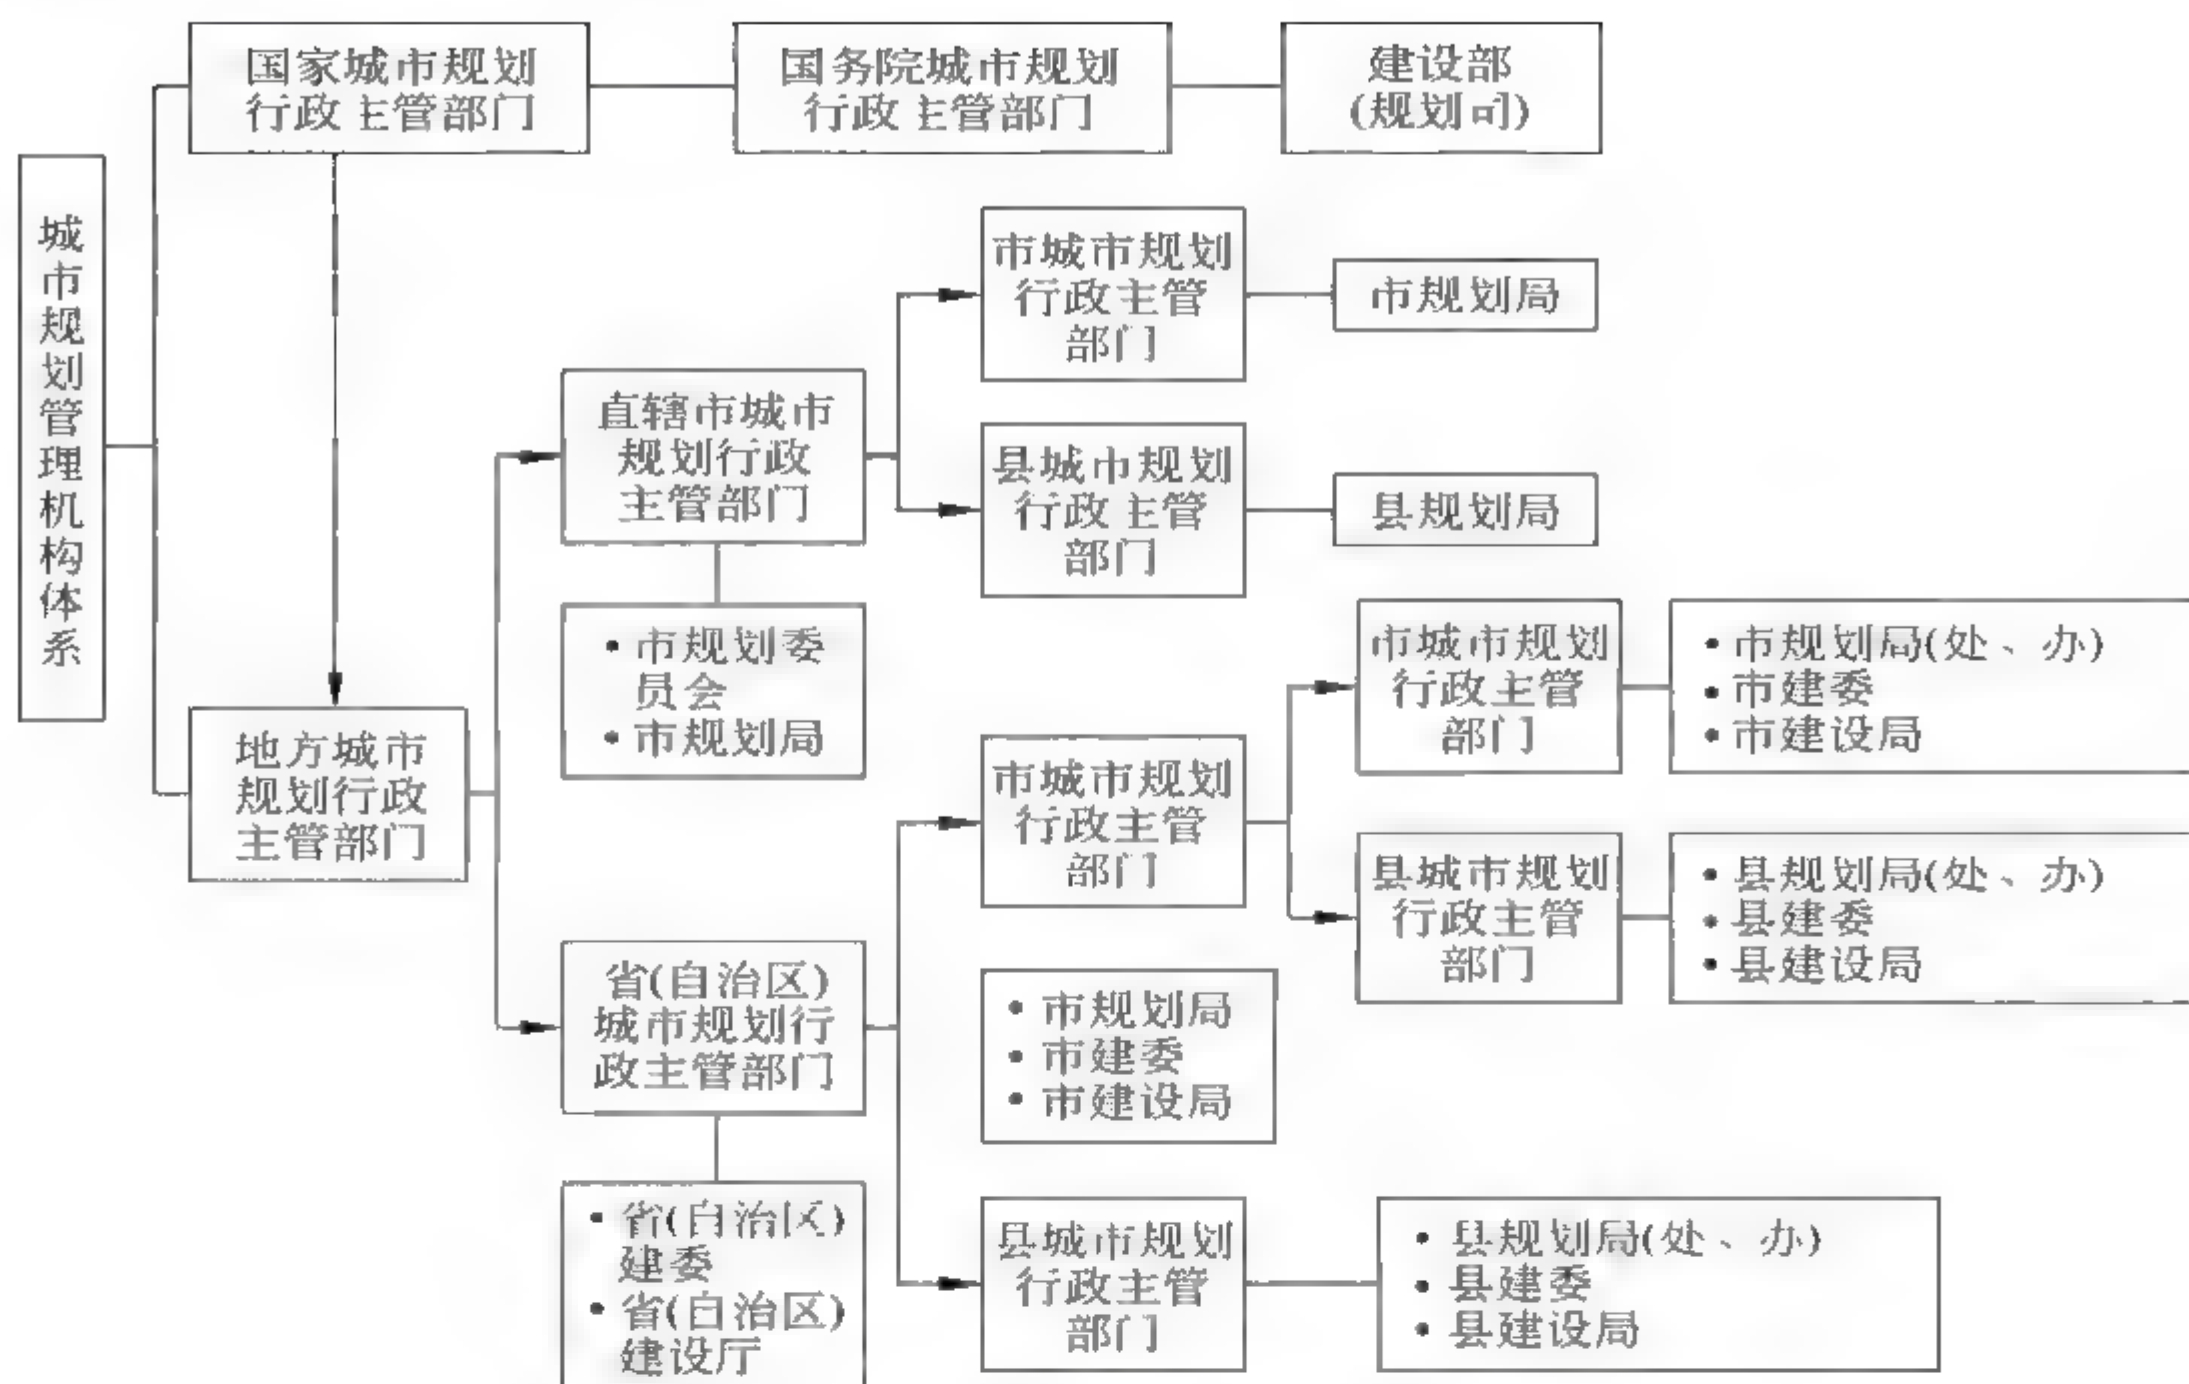 国家城市规划
行政主管部门
国务院城市规划
行政主管部门
建设部
(规划司)
城市规划管理机构体系
地方城市
规划行政
主管部门
直辖市城市
规划行政
主管部门
• 市规划委
员会
• 市规划局
市城市规划
行政主管
部门
市规划局
县城市规划
行政主管
部门
县规划局
省(自治区)
城市规划行
政主管部门
• 省(自治区)
建委
• 省(自治区)
建设厅
市城市规划
行政主管
部门
• 市规划局
• 市建委
• 市建设局
市城市规划
行政主管
部门
• 市规划局(处、办)
• 市建委
• 市建设局
县城市规划
行政主管
部门
• 县规划局(处、办)
• 县建委
• 县建设局
县城市规划
行政主管
部门
• 县规划局(处、办)
• 县建委
• 县建设局